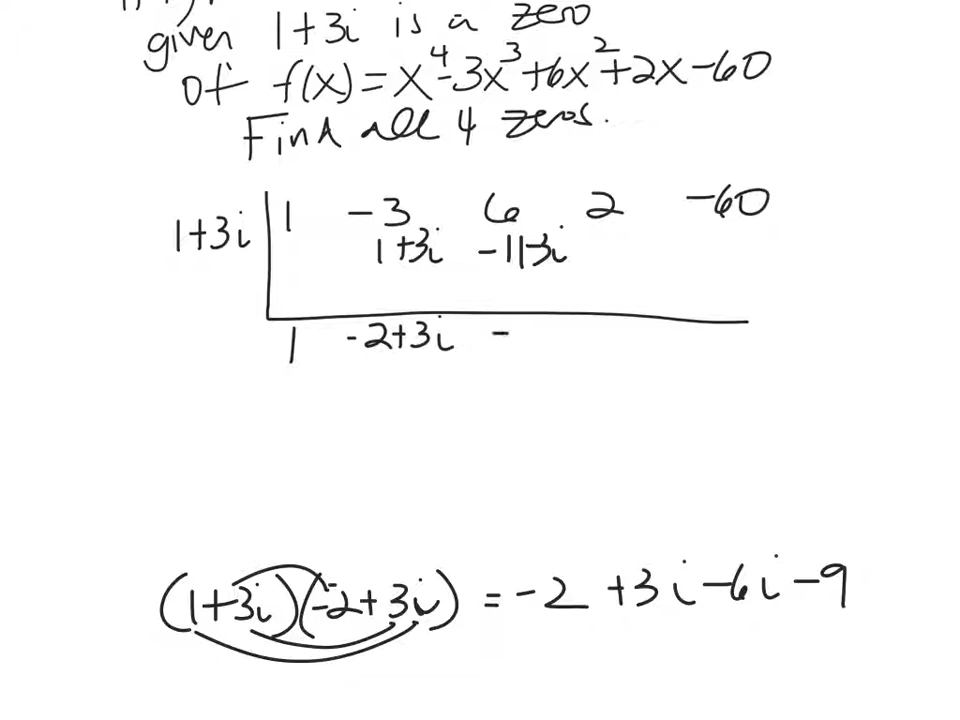 given 1+3i is a zero
of f(x)=x⁴-3x³+6x²+2x-60
Find all 4 zeros.
1+3i 1 -3 6 2 -60
1+3i -11-3i
1 -2+3i -
(1+3i)(-2+3i) = -2 +3i-6i-9